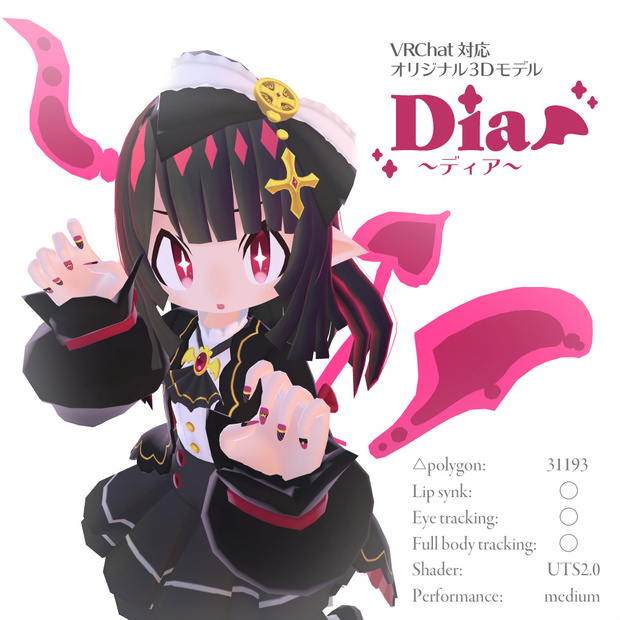 VRChat 対応
オリジナル3Dモデル
Dia
～ディア～
△polygon: 31193
Lip synk: ○
Eye tracking: ○
Full body tracking: ○
Shader: UTS2.0
Performance: medium